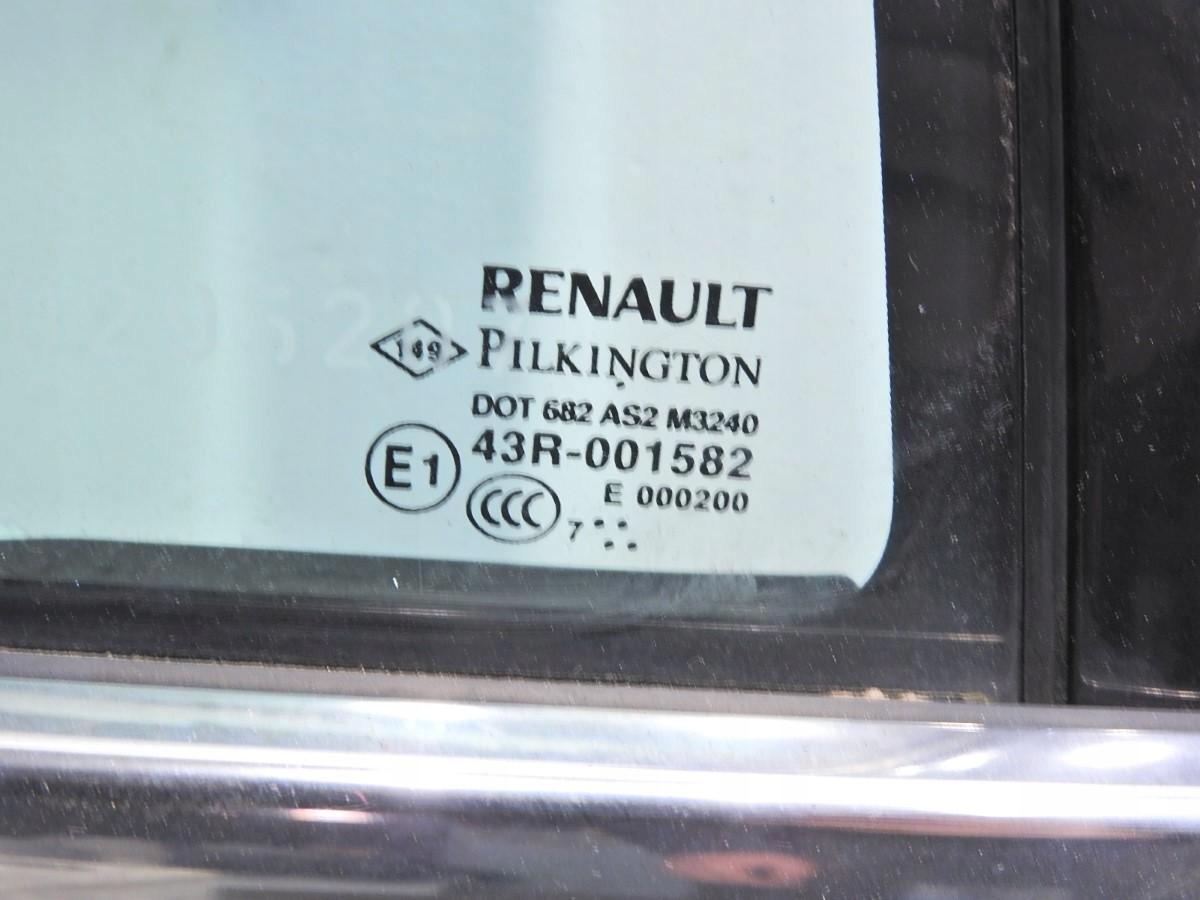 RENAULT
149 PILKINGTON
DOT 682 AS2 M3240
E1 43R-001582
E 000200
CCC 7